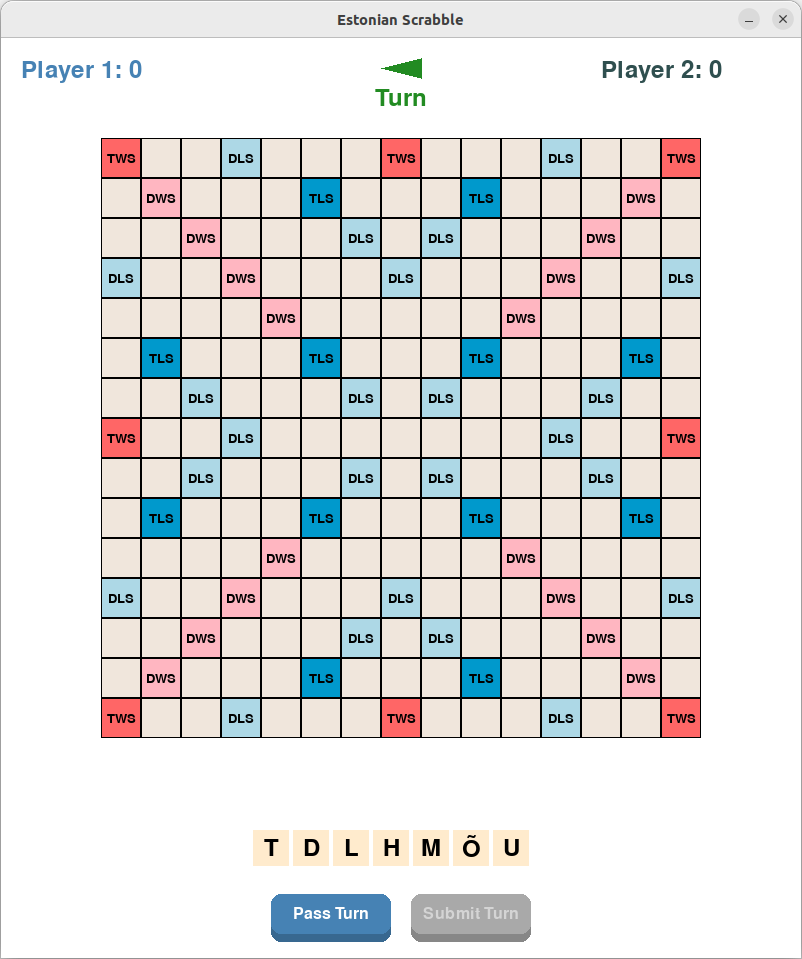 Estonian Scrabble
Player 1: 0
Player 2: 0
Turn
TWS DLS TWS DLS TWS
DWS TLS TLS DWS
DWS DLS DLS DWS
DLS DWS DLS DWS DLS
DWS DWS
TLS TLS TLS TLS
DLS DLS DLS DLS
TWS DLS DLS TWS
DLS DLS DLS DLS
TLS TLS TLS TLS
DWS DWS
DLS DWS DLS DWS DLS
DWS DLS DLS DWS
DWS TLS TLS DWS
TWS DLS TWS DLS TWS
T D L H M Õ U
Pass Turn
Submit Turn